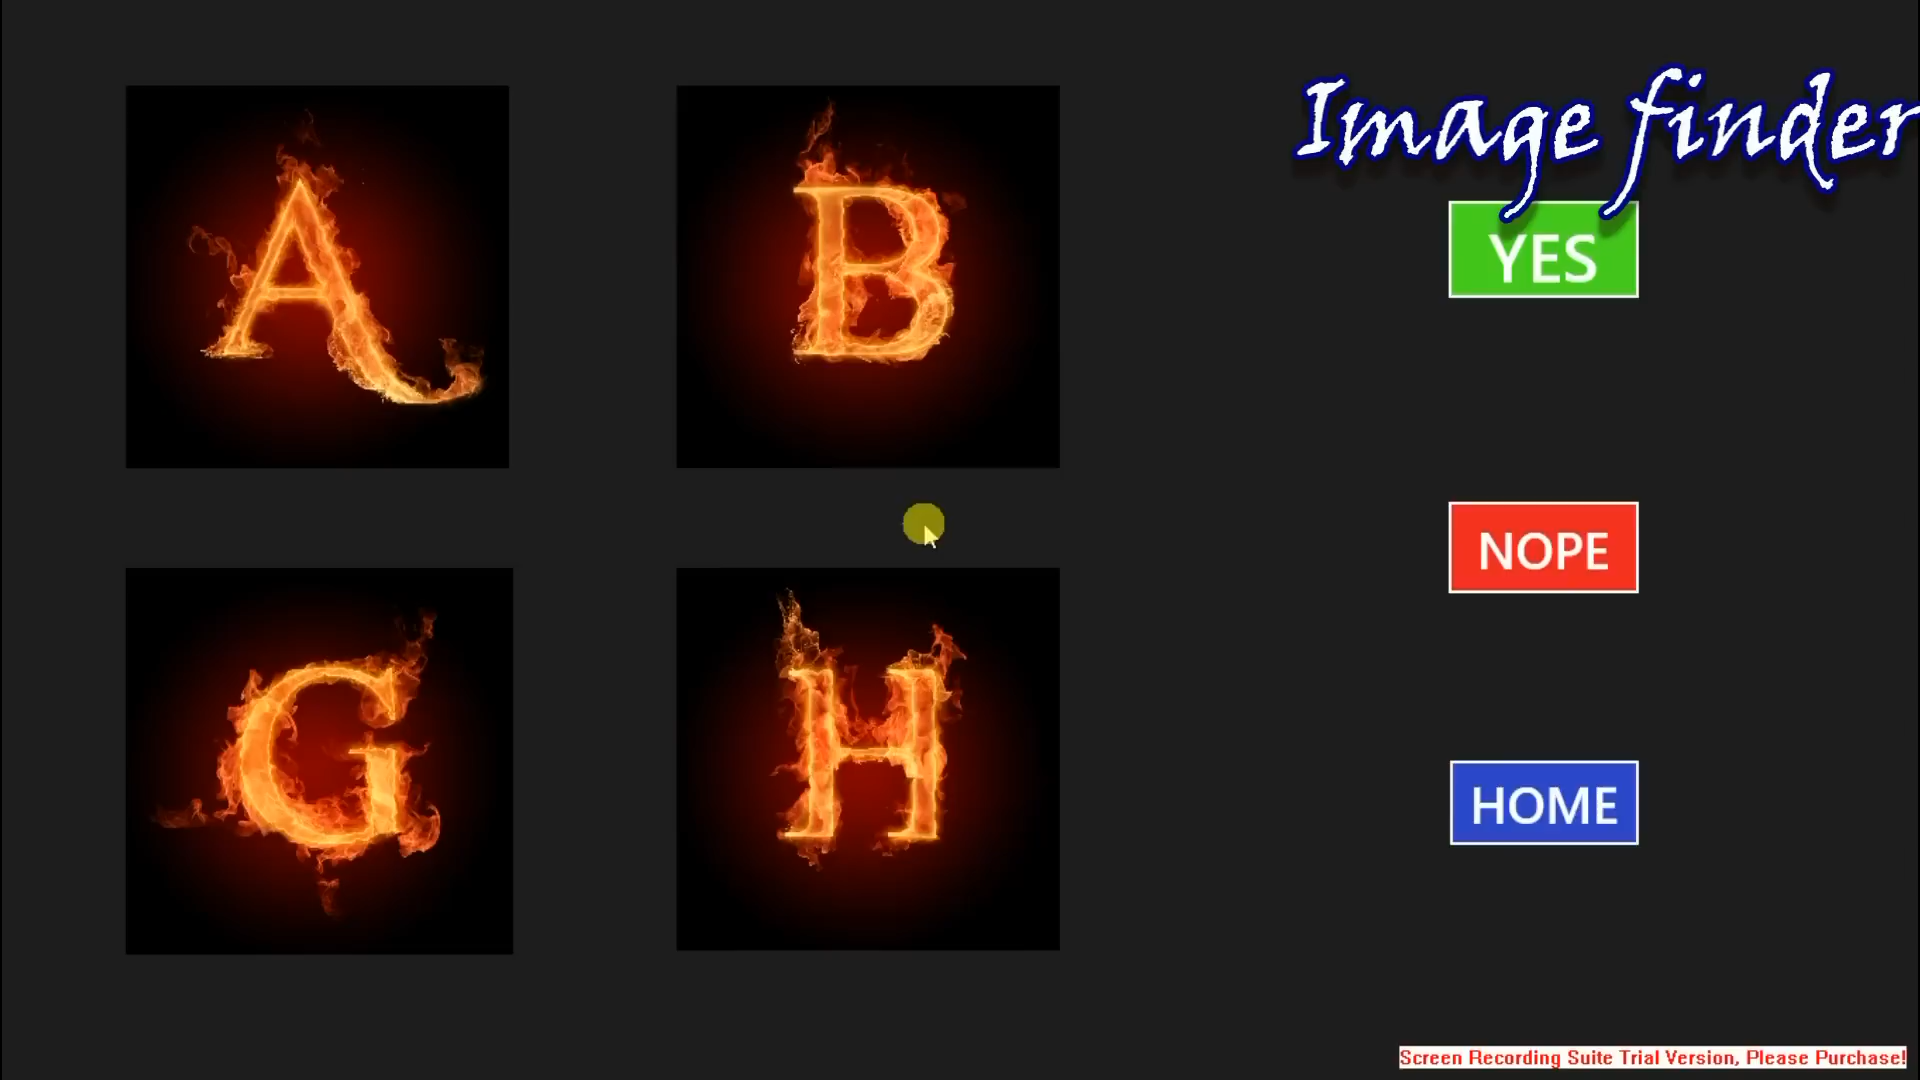 A
B
Image finder
YES
NOPE
G
H
HOME
Screen Recording Suite Trial Version, Please Purchase!